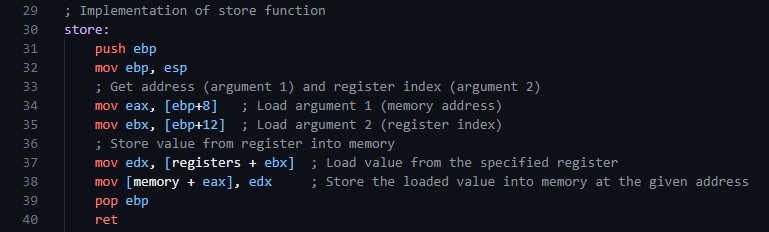 29 ; Implementation of store function
30 store:
31 push ebp
32 mov ebp, esp
33 ; Get address (argument 1) and register index (argument 2)
34 mov eax, [ebp+8] ; Load argument 1 (memory address)
35 mov ebx, [ebp+12] ; Load argument 2 (register index)
36 ; Store value from register into memory
37 mov edx, [registers + ebx] ; Load value from the specified register
38 mov [memory + eax], edx ; Store the loaded value into memory at the given address
39 pop ebp
40 ret